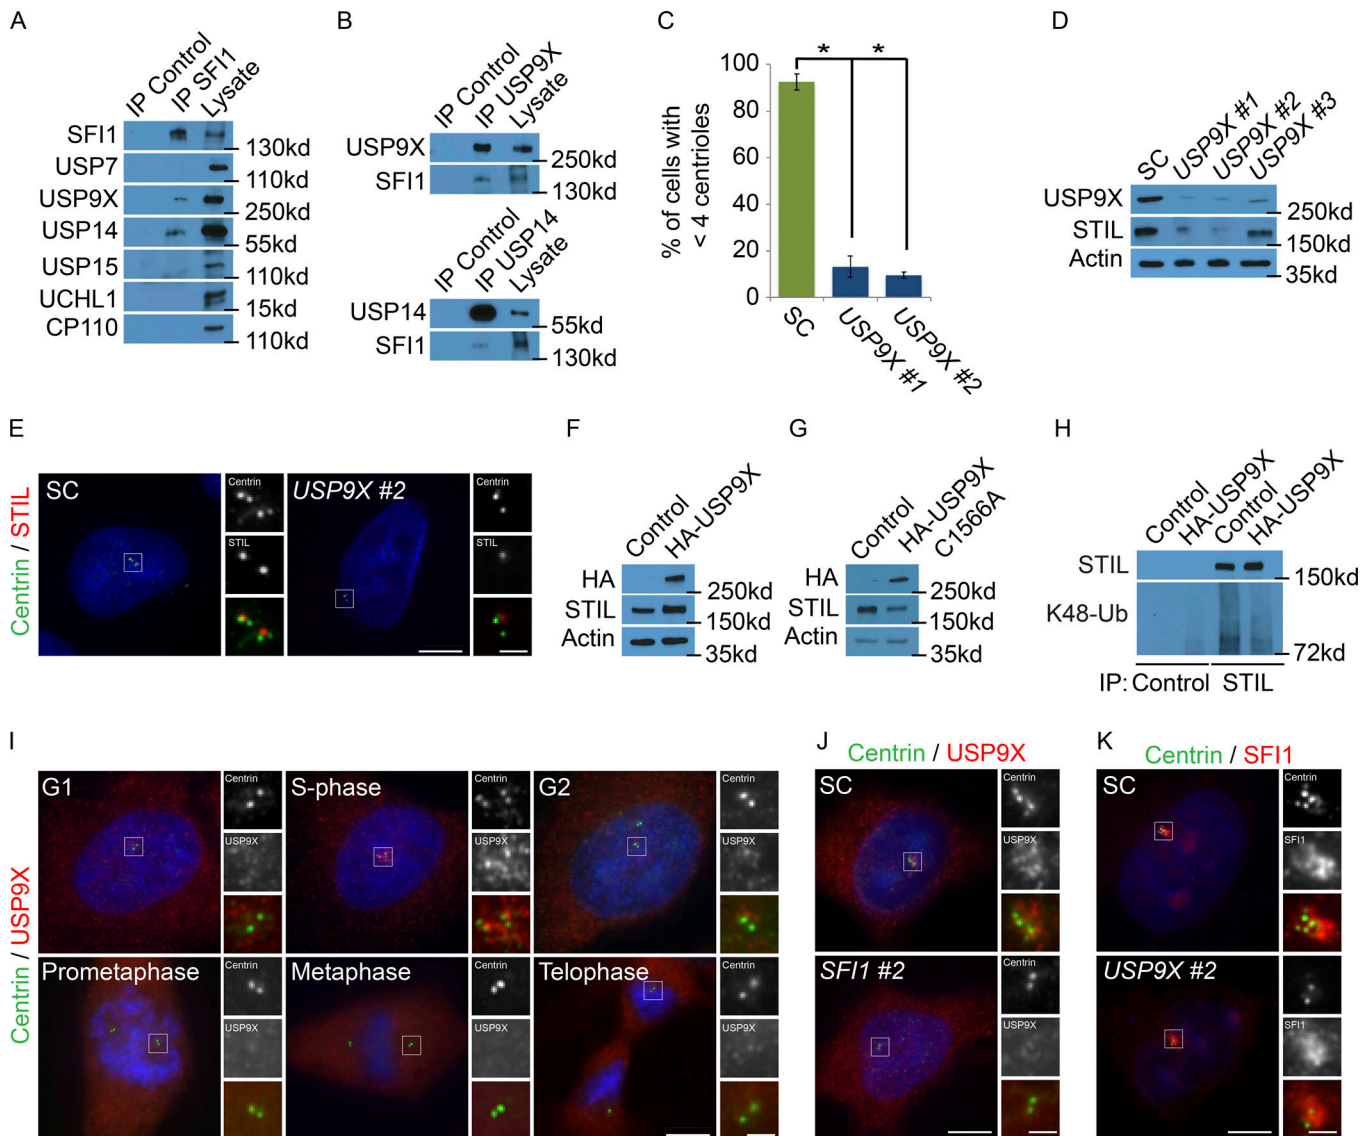 A
IP Control
IP SFI1
Lysate
SFI1
130kd
USP7
110kd
USP9X
250kd
USP14
55kd
USP15
110kd
UCHL1
15kd
CP110
110kd
B
IP Control
IP USP9X
Lysate
USP9X
250kd
SFI1
130kd
IP Control
IP USP14
Lysate
USP14
55kd
SFI1
130kd
C
* *
% of cells with
< 4 centrioles
100
80
60
40
20
0
SC
USP9X #1
USP9X #2
D
SC
USP9X #1
USP9X #2
USP9X #3
USP9X
250kd
STIL
150kd
Actin
35kd
E
Centrin / STIL
SC
Centrin
STIL
USP9X #2
Centrin
STIL
F
Control
HA-USP9X
HA
250kd
STIL
150kd
Actin
35kd
G
Control
HA-USP9X
C1566A
HA
250kd
STIL
150kd
Actin
35kd
H
Control
HA-USP9X
Control
HA-USP9X
STIL
150kd
K48-Ub
72kd
IP: Control STIL
I
Centrin / USP9X
G1
Centrin
USP9X
S-phase
Centrin
USP9X
G2
Centrin
USP9X
Prometaphase
Centrin
USP9X
Metaphase
Centrin
USP9X
Telophase
Centrin
USP9X
J
Centrin / USP9X
SC
Centrin
USP9X
SFI1 #2
Centrin
USP9X
K
Centrin / SFI1
SC
Centrin
SFI1
USP9X #2
Centrin
SFI1